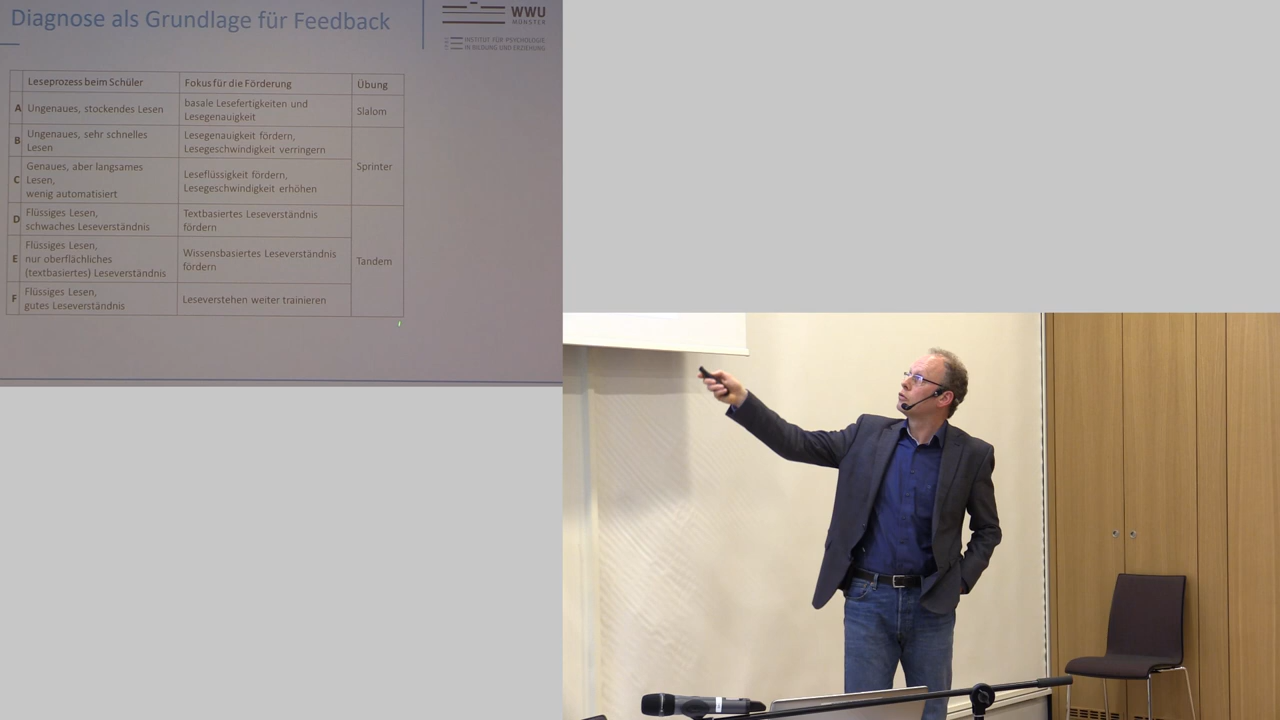 Diagnose als Grundlage für Feedback
WWU
MÜNSTER
INSTITUT FÜR PSYCHOLOGIE
IN BILDUNG UND ERZIEHUNG
Leseprozess beim Schüler
Fokus für die Förderung
Übung
A
Ungenaues, stockendes Lesen
basale Lesefertigkeiten und
Lesegenauigkeit
Slalom
B
Ungenaues, sehr schnelles
Lesen
Lesegenauigkeit fördern,
Lesegeschwindigkeit verringern
Sprinter
C
Genaues, aber langsames
Lesen,
wenig automatisiert
Leseflüssigkeit fördern,
Lesegeschwindigkeit erhöhen
D
Flüssiges Lesen,
schwaches Leseverständnis
Textbasiertes Leseverständnis
fördern
E
Flüssiges Lesen,
nur oberflächliches
(textbasiertes) Leseverständnis
Wissensbasiertes Leseverständnis
fördern
Tandem
F
Flüssiges Lesen,
gutes Leseverständnis
Leseverstehen weiter trainieren